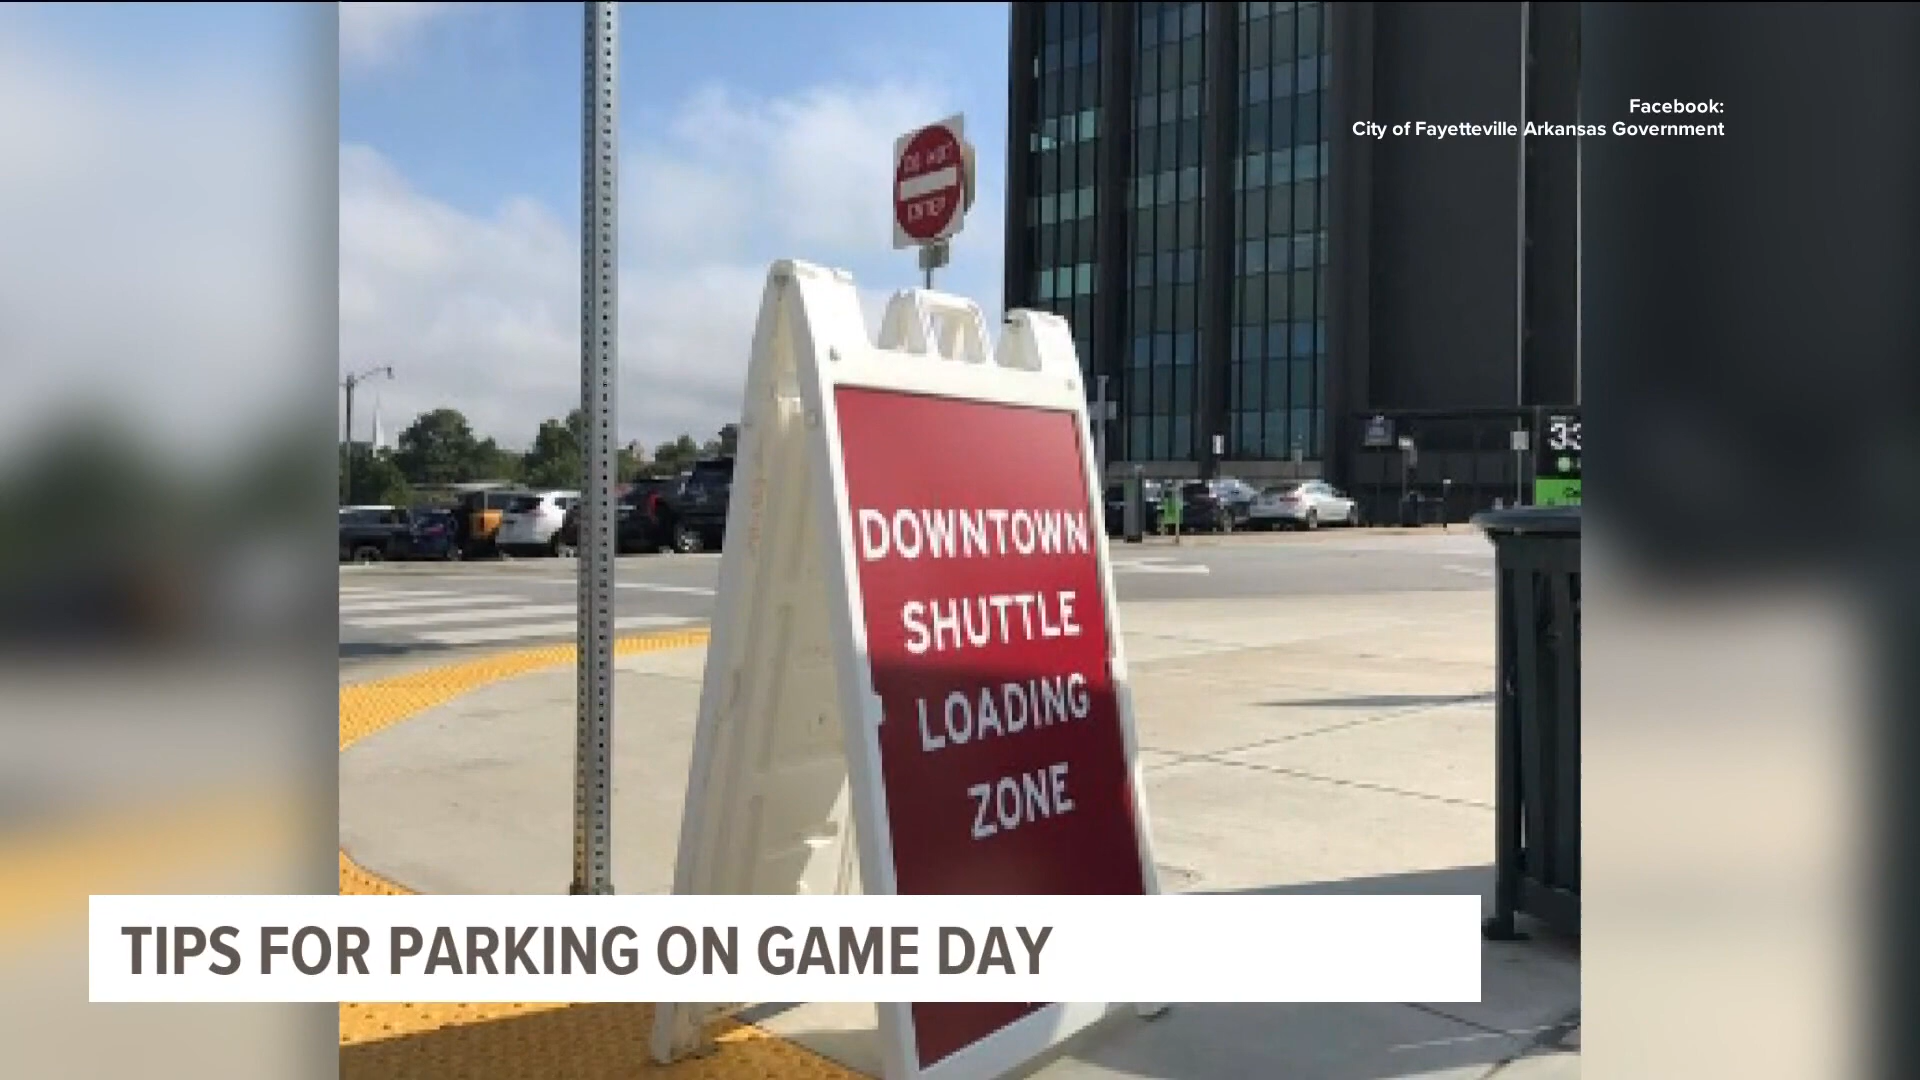 Facebook:
City of Fayetteville Arkansas Government
DO NOT
ENTER
33
DOWNTOWN
SHUTTLE
LOADING
ZONE
TIPS FOR PARKING ON GAME DAY